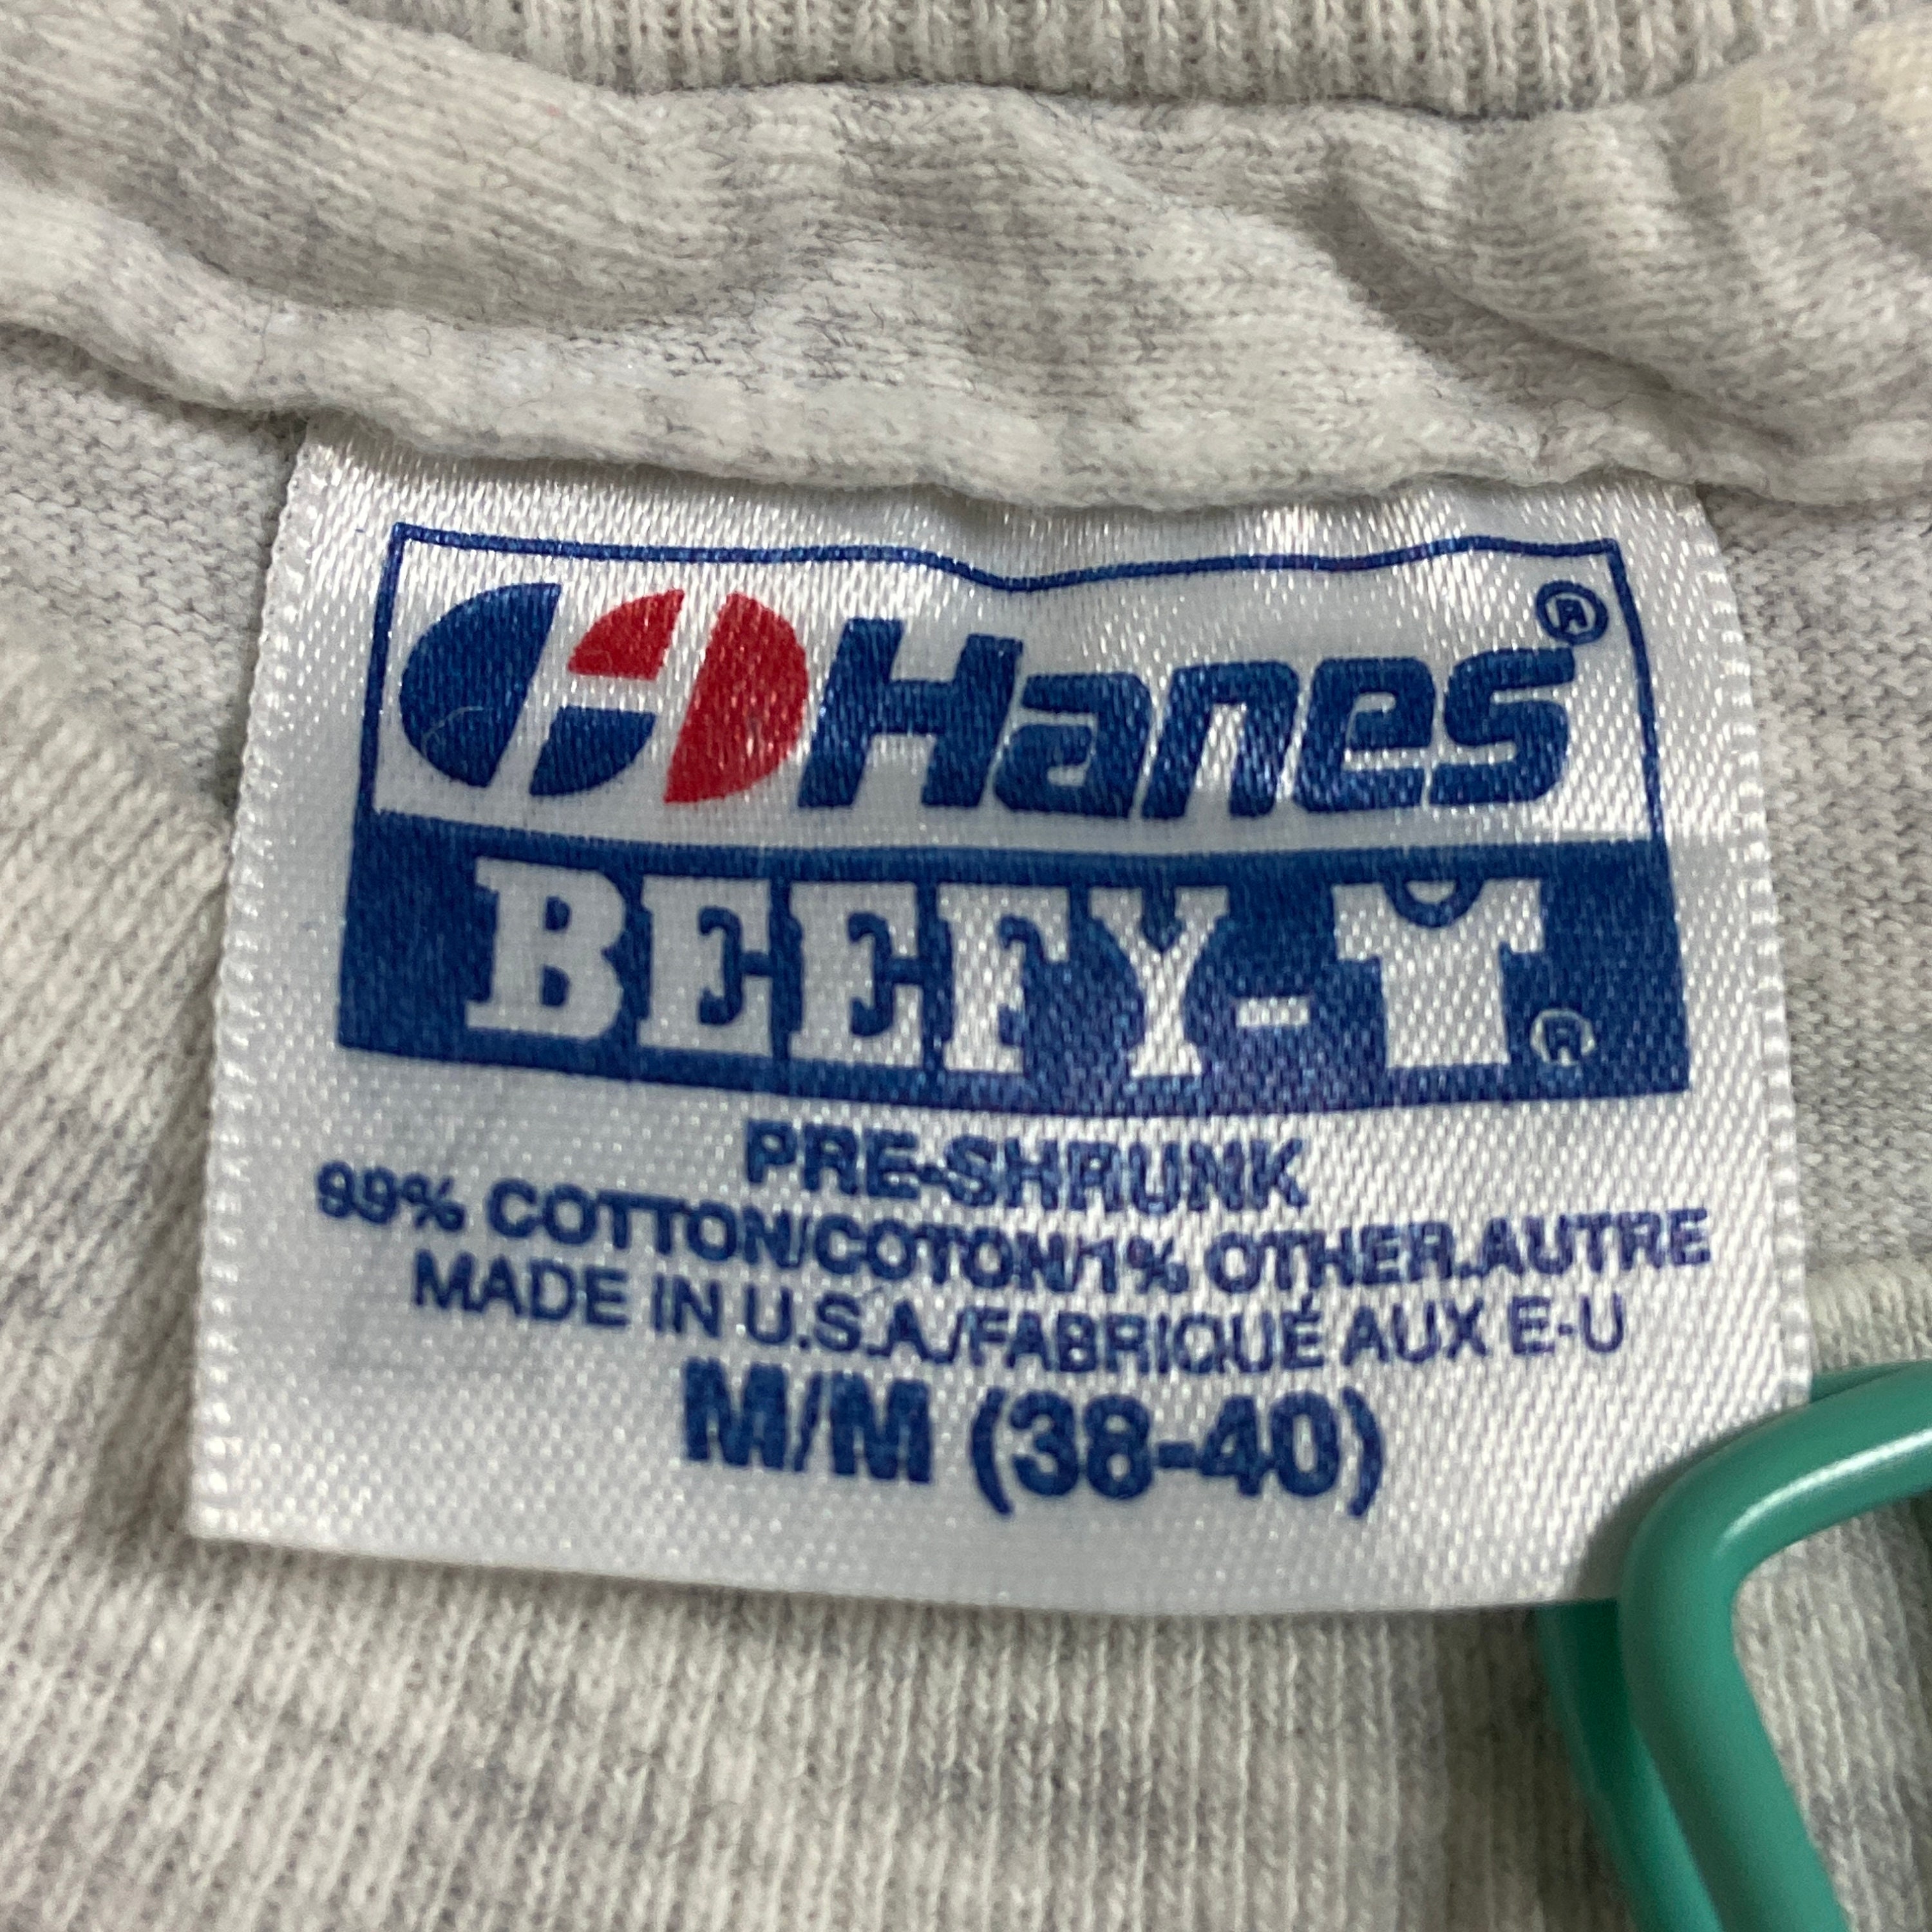 Hanes®
BEEFY-T®
PRE-SHRUNK
99% COTTON/COTON/1% OTHER.AUTRE
MADE IN U.S.A./FABRIQUÉ AUX E-U
M/M (38-40)